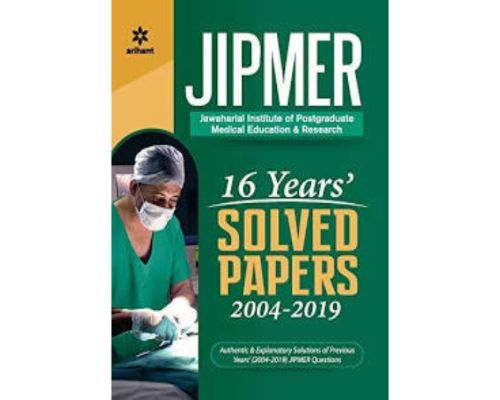 arihant
JIPMER
Jawaharlal Institute of Postgraduate
Medical Education & Research
16 Years'
SOLVED
PAPERS
2004-2019
Authentic & Explanatory Solutions of Previous
Years' (2004-2019) JIPMER Questions